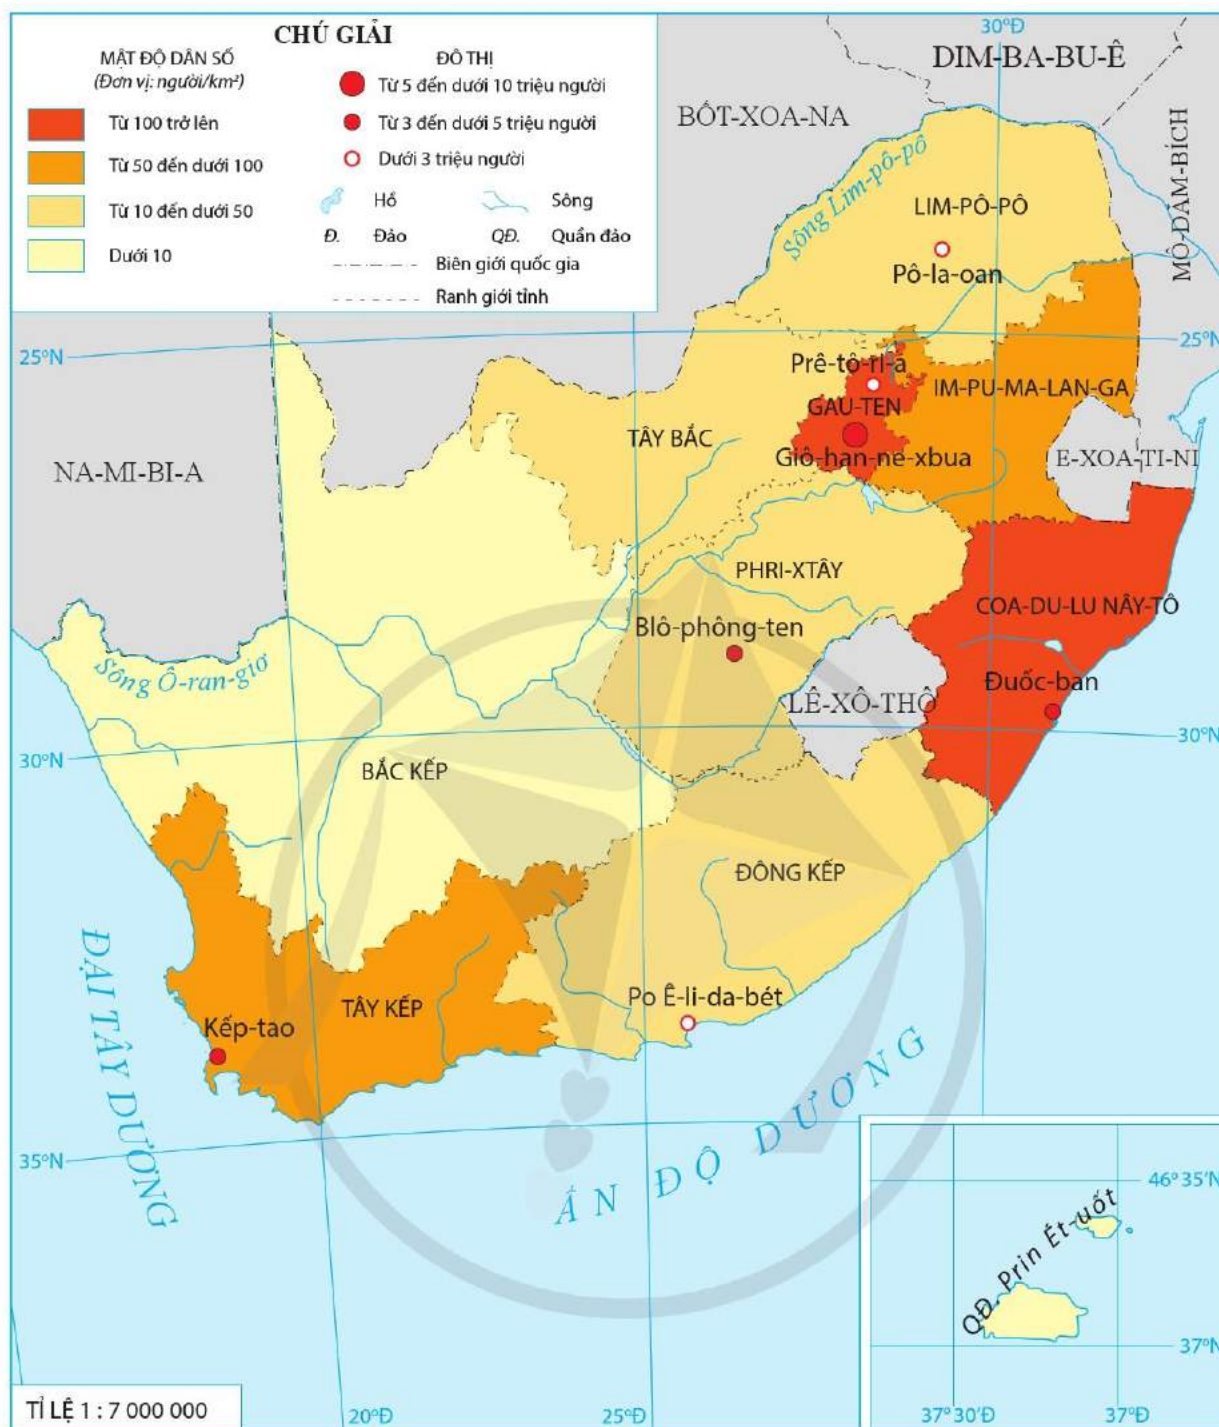 CHÚ GIẢI
MẬT ĐỘ DÂN SỐ
(Đơn vị: người/km²)
Từ 100 trở lên
Từ 50 đến dưới 100
Từ 10 đến dưới 50
Dưới 10
ĐÔ THỊ
Từ 5 đến dưới 10 triệu người
Từ 3 đến dưới 5 triệu người
Dưới 3 triệu người
Hồ
Sông
Đ. Đảo
QĐ. Quần đảo
Biên giới quốc gia
Ranh giới tỉnh
30°Đ
DIM-BA-BU-Ê
BỐT-XOA-NA
MÔ-DĂM-BÍCH
Sông Lim-pô-pô
LIM-PÔ-PÔ
Pô-la-oan
25°N
25°N
Prê-tô-ri-a
IM-PU-MA-LAN-GA
GAU-TEN
TÂY BẮC
Giô-han-ne-xbua
E-XOA-TI-NI
NA-MI-BI-A
PHRI-XTÂY
COA-DU-LU NÂY-TÔ
Blô-phông-ten
Sông Ô-ran-giơ
Đuốc-ban
LÊ-XÔ-THÔ
30°N
30°N
BẮC KẾP
ĐÔNG KẾP
ĐẠI TÂY DƯƠNG
Po Ê-li-da-bét
TÂY KẾP
Kếp-tao
ẤN ĐỘ DƯƠNG
35°N
46°35'N
QĐ. Prin Ét-uốt
37°N
TỈ LỆ 1 : 7 000 000
20°Đ
25°Đ
37°30'Đ
37°Đ